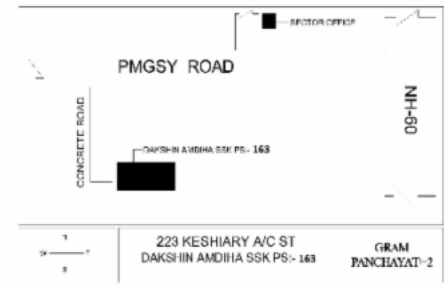 SECTOR OFFICE
PMGSY ROAD
NH-60
CONCRETE ROAD
DAKSHIN AMDIHA SSK PS:- 163
N
W
S
223 KESHIARY A/C ST
DAKSHIN AMDIHA SSK PS:- 163
GRAM
PANCHAYAT:-2